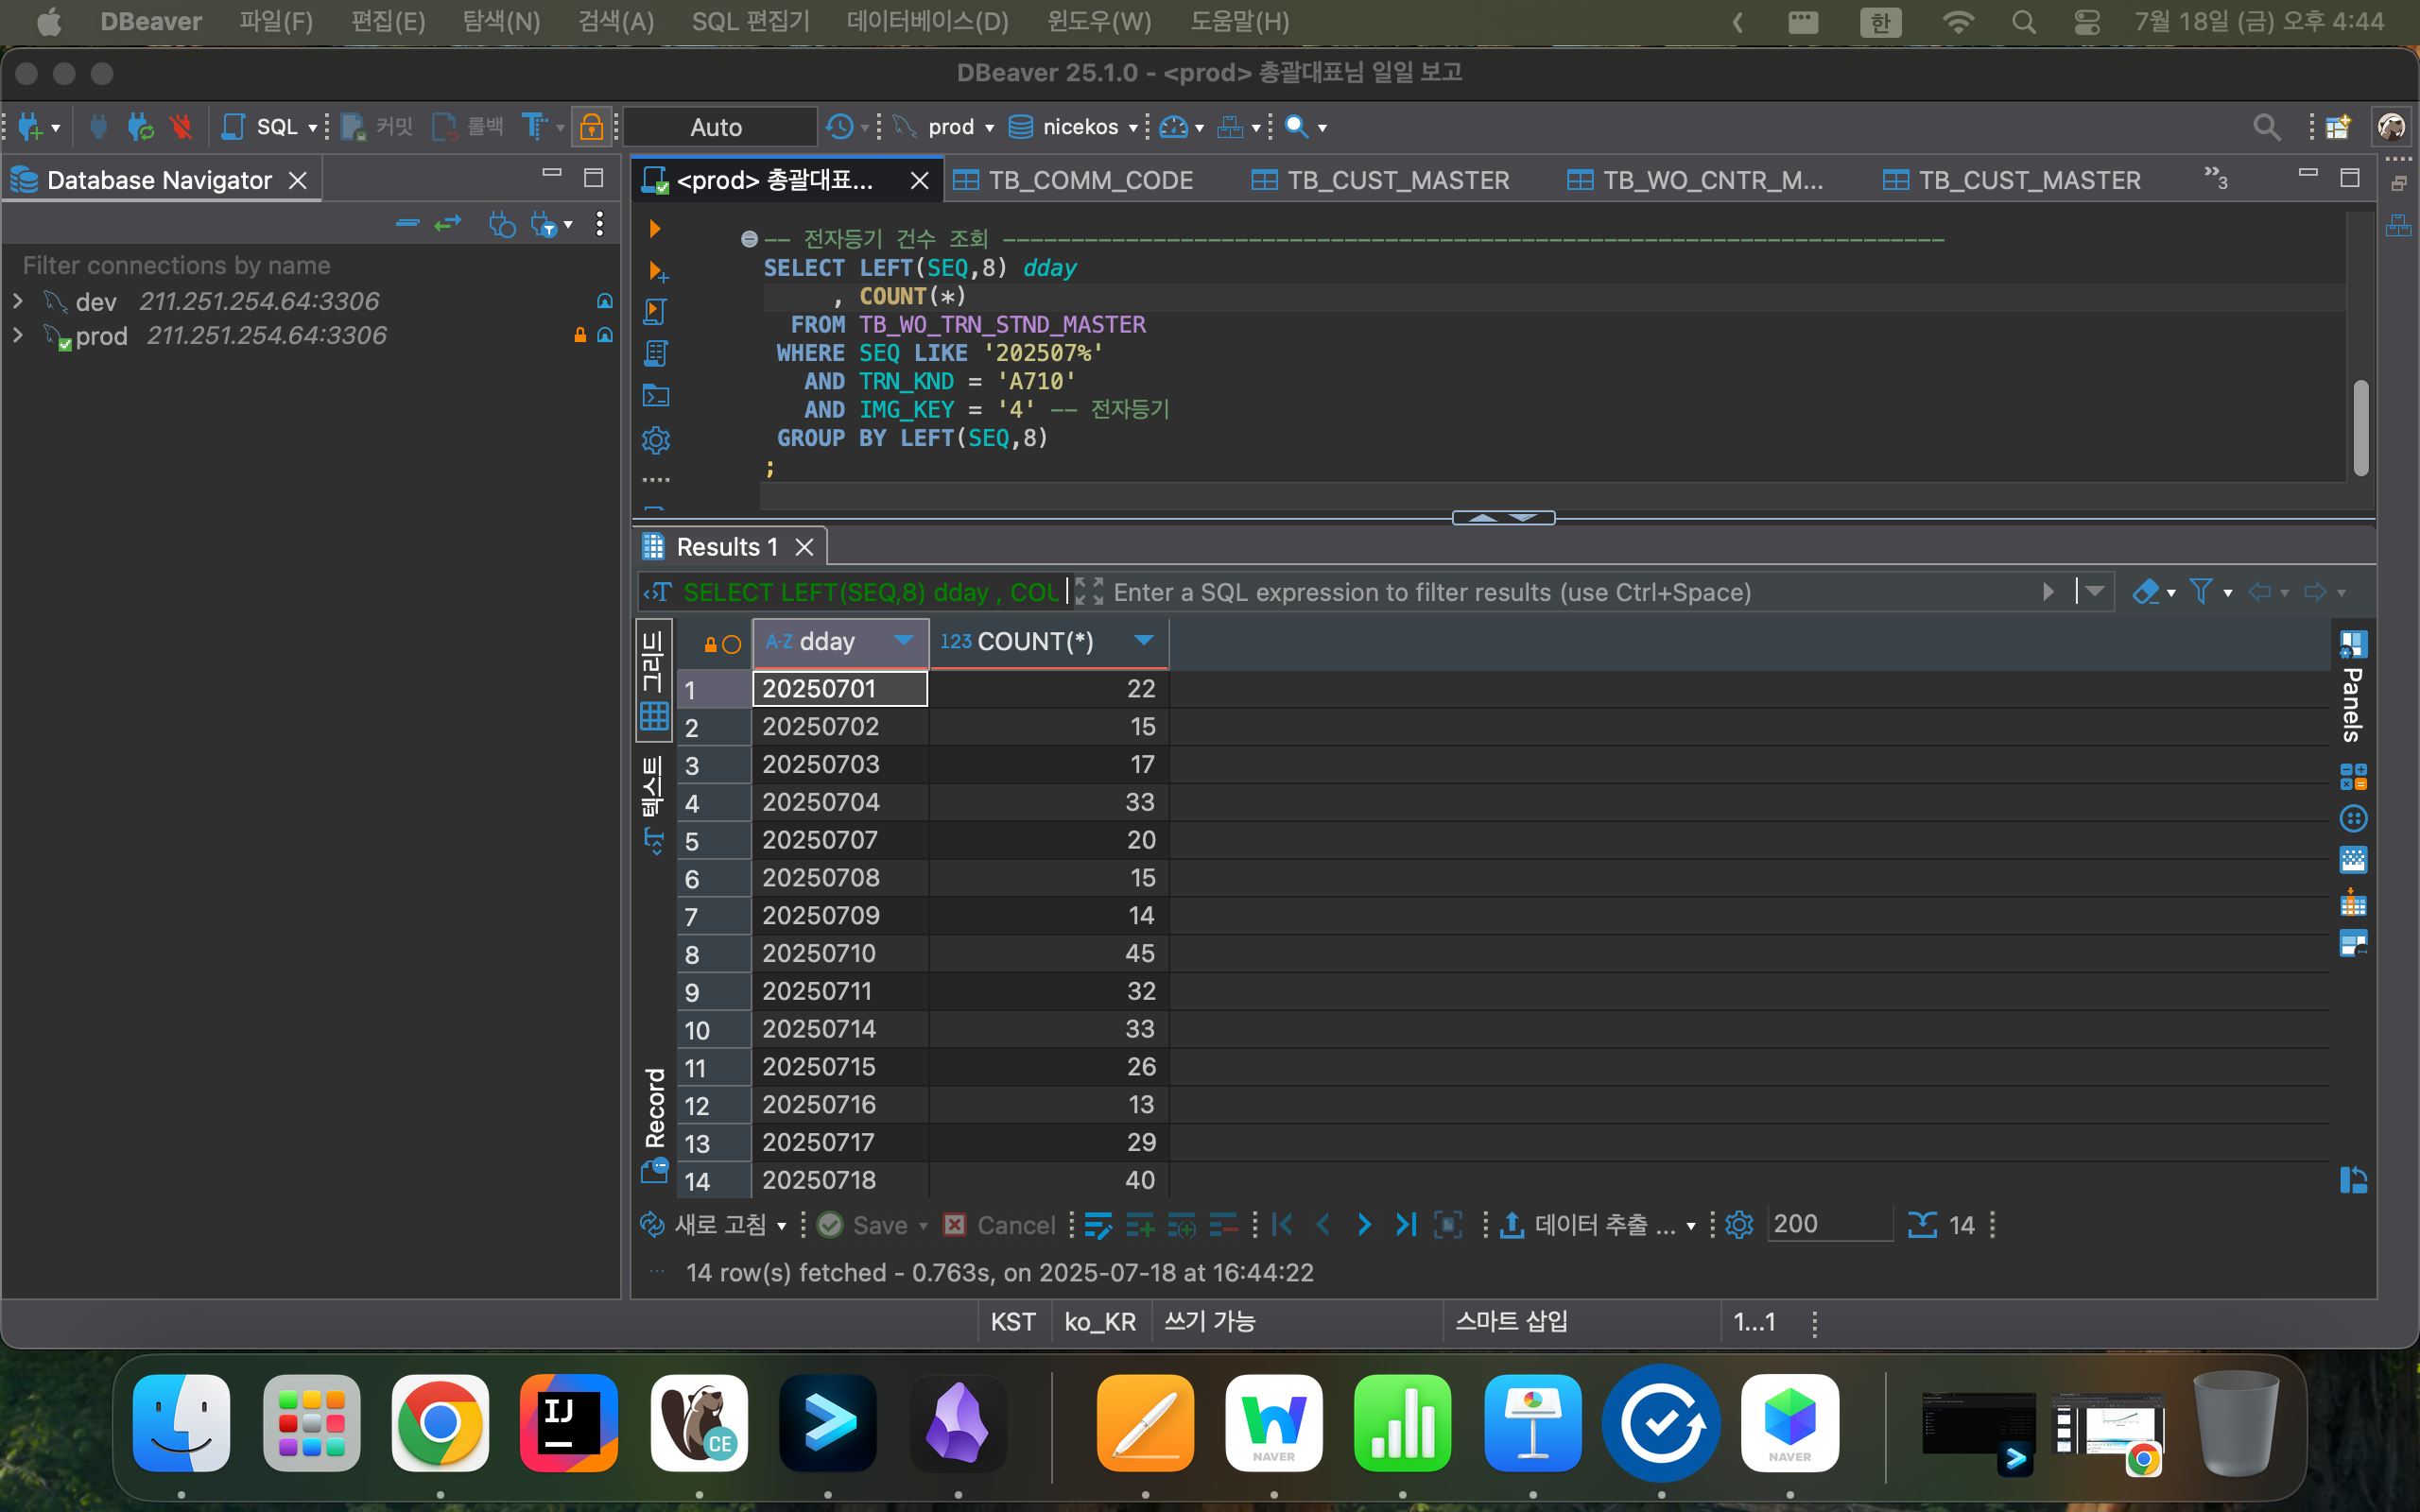 DBeaver 파일(F) 편집(E) 탐색(N) 검색(A) SQL 편집기 데이터베이스(D) 윈도우(W) 도움말(H) 한 7월 18일 (금) 오후 4:44
DBeaver 25.1.0 - <prod> 총괄대표님 일일 보고
SQL 커밋 롤백 Auto prod nicekos
Database Navigator
<prod> 총괄대표... TB_COMM_CODE TB_CUST_MASTER TB_WO_CNTR_M... TB_CUST_MASTER »3
Filter connections by name
dev 211.251.254.64:3306
prod 211.251.254.64:3306
-- 전자등기 건수 조회 ---------------------------------------------------------------------
SELECT LEFT(SEQ,8) dday
, COUNT(*)
FROM TB_WO_TRN_STND_MASTER
WHERE SEQ LIKE '202507%'
AND TRN_KND = 'A710'
AND IMG_KEY = '4' -- 전자등기
GROUP BY LEFT(SEQ,8)
;
Results 1
SELECT LEFT(SEQ,8) dday , COU Enter a SQL expression to filter results (use Ctrl+Space)
그리드
텍스트
Record
Panels
A-Z dday 123 COUNT(*)
1 20250701 22
2 20250702 15
3 20250703 17
4 20250704 33
5 20250707 20
6 20250708 15
7 20250709 14
8 20250710 45
9 20250711 32
10 20250714 33
11 20250715 26
12 20250716 13
13 20250717 29
14 20250718 40
새로 고침 Save Cancel 데이터 추출 ... 200 14
14 row(s) fetched - 0.763s, on 2025-07-18 at 16:44:22
KST ko_KR 쓰기 가능 스마트 삽입 1...1
IJ CE NAVER NAVER